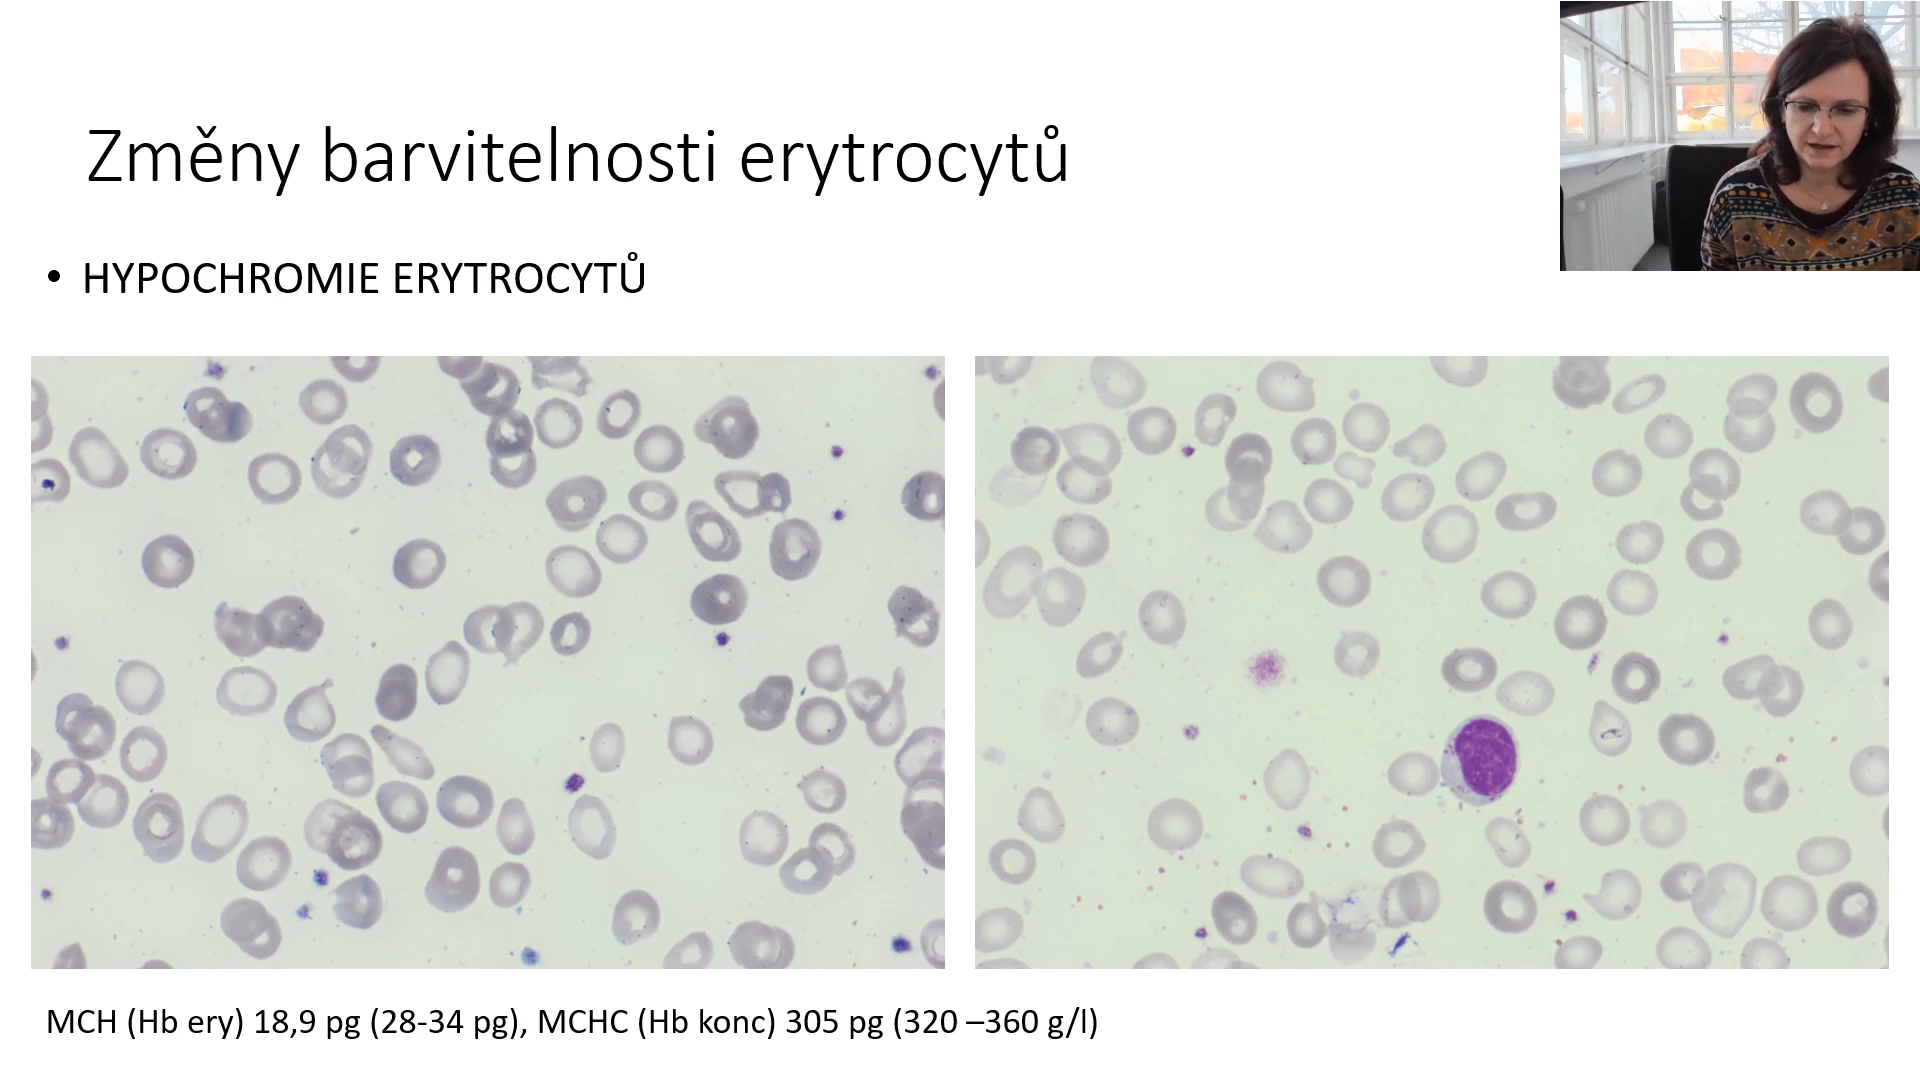 Změny barvitelnosti erytrocytů
• HYPOCHROMIE ERYTROCYTŮ
MCH (Hb ery) 18,9 pg (28-34 pg), MCHC (Hb konc) 305 pg (320 –360 g/l)